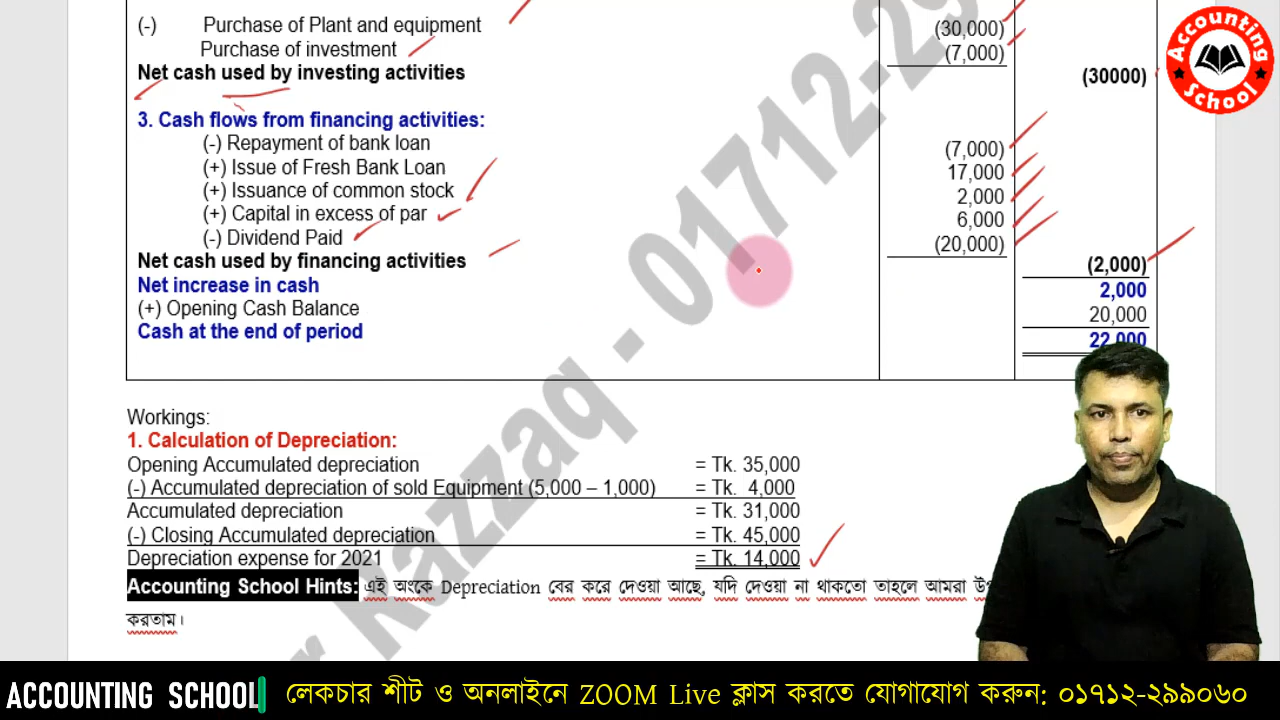 (-) Purchase of Plant and equipment (30,000)
Purchase of investment (7,000)
Net cash used by investing activities (30000)
3. Cash flows from financing activities:
(-) Repayment of bank loan (7,000)
(+) Issue of Fresh Bank Loan 17,000
(+) Issuance of common stock 2,000
(+) Capital in excess of par 6,000
(-) Dividend Paid (20,000)
Net cash used by financing activities (2,000)
Net increase in cash 2,000
(+) Opening Cash Balance 20,000
Cash at the end of period 22,000
Workings:
1. Calculation of Depreciation:
Opening Accumulated depreciation = Tk. 35,000
(-) Accumulated depreciation of sold Equipment (5,000 – 1,000) = Tk. 4,000
Accumulated depreciation = Tk. 31,000
(-) Closing Accumulated depreciation = Tk. 45,000
Depreciation expense for 2021 = Tk. 14,000
Accounting School Hints: এই অংকে Depreciation বের করে দেওয়া আছে, যদি দেওয়া না থাকতো তাহলে আমরা
করতাম।
Kazzaq - 01712-29
Accounting
School
ACCOUNTING SCHOOL
লেকচার শীট ও অনলাইনে ZOOM Live ক্লাস করতে যোগাযোগ করুন: ০১৭১২-২৯৯০৬০